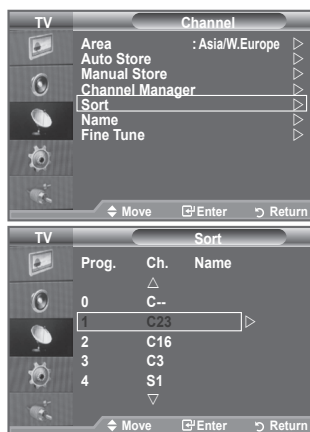 TV Channel
Area : Asia/W.Europe
Auto Store
Manual Store
Channel Manager
Sort
Name
Fine Tune
Move Enter Return
TV Sort
Prog. Ch. Name
0 C--
1 C23
2 C16
3 C3
4 S1
Move Enter Return